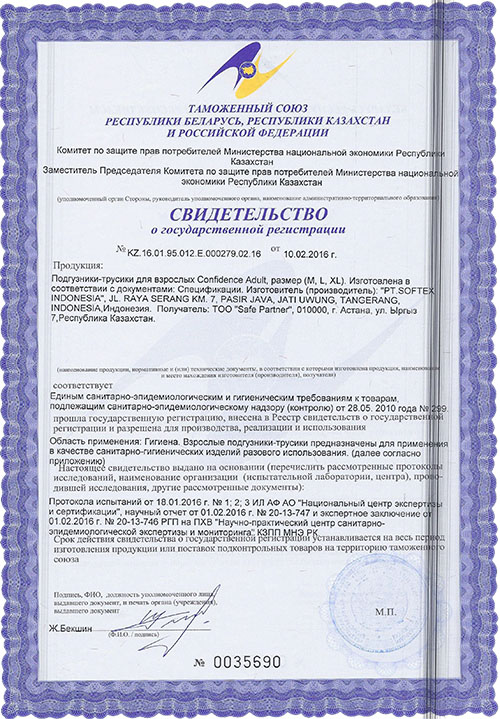 ТАМОЖЕННЫЙ СОЮЗ
РЕСПУБЛИКИ БЕЛАРУСЬ, РЕСПУБЛИКИ КАЗАХСТАН
И РОССИЙСКОЙ ФЕДЕРАЦИИ
Комитет по защите прав потребителей Министерства национальной экономики Республики
Казахстан
Заместитель Председателя Комитета по защите прав потребителей Министерства национальной
экономики Республики Казахстан
(уполномоченный орган Стороны, руководитель уполномоченного органа, наименование административно-территориального образования)
СВИДЕТЕЛЬСТВО
о государственной регистрации
№ KZ.16.01.95.012.E.000279.02.16 от 10.02.2016 г.
Продукция:
Подгузники-трусики для взрослых Confidence Adult, размер (M, L, XL). Изготовлена в
соответствии с документами: Спецификации. Изготовитель (производитель): "PT.SOFTEX
INDONESIA", JL. RAYA SERANG KM. 7, PASIR JAVA, JATI UWUNG, TANGERANG,
INDONESIA,Индонезия. Получатель: ТОО "Safe Partner", 010000, г. Астана, ул. Ыргыз
7,Республика Казахстан.
(наименование продукции, нормативные и (или) технические документы, в соответствии с которыми изготовлена продукция, наименование
и место нахождения изготовителя (производителя), получателя)
соответствует
Единым санитарно-эпидемиологическим и гигиеническим требованиям к товарам,
подлежащим санитарно-эпидемиологическому надзору (контролю) от 28.05. 2010 года № 299.
прошла государственную регистрацию, внесена в Реестр свидетельств о государственной
регистрации и разрешена для производства, реализации и использования
Область применения: Гигиена. Взрослые подгузники-трусики предназначены для применения
в качестве санитарно-гигиенических изделий разового использования. (далее согласно
приложению)
Настоящее свидетельство выдано на основании (перечислить рассмотренные протоколы
исследований, наименование организации (испытательной лаборатории, центра), прово-
дившей исследования, другие рассмотренные документы):
Протокола испытаний от 18.01.2016 г. № 1; 2; 3 ИЛ АФ АО "Национальный центр экспертизы
и сертификации", научный отчет от 01.02.2016 г. № 20-13-747 и экспертное заключение от
01.02.2016 г. № 20-13-746 РГП на ПХВ "Научно-практический центр санитарно-
эпидемиологической экспертизы и мониторинга" КЗПП МНЭ РК
Срок действия свидетельства о государственной регистрации устанавливается на весь период
изготовления продукции или поставок подконтрольных товаров на территорию таможенного
союза
Подпись, ФИО, должность уполномоченного лица,
выдавшего документ, и печать органа (учреждения),
выдавшего документ
Ж.Бекшин
(Ф.И.О. / подпись)
М.П.
№ 0035690